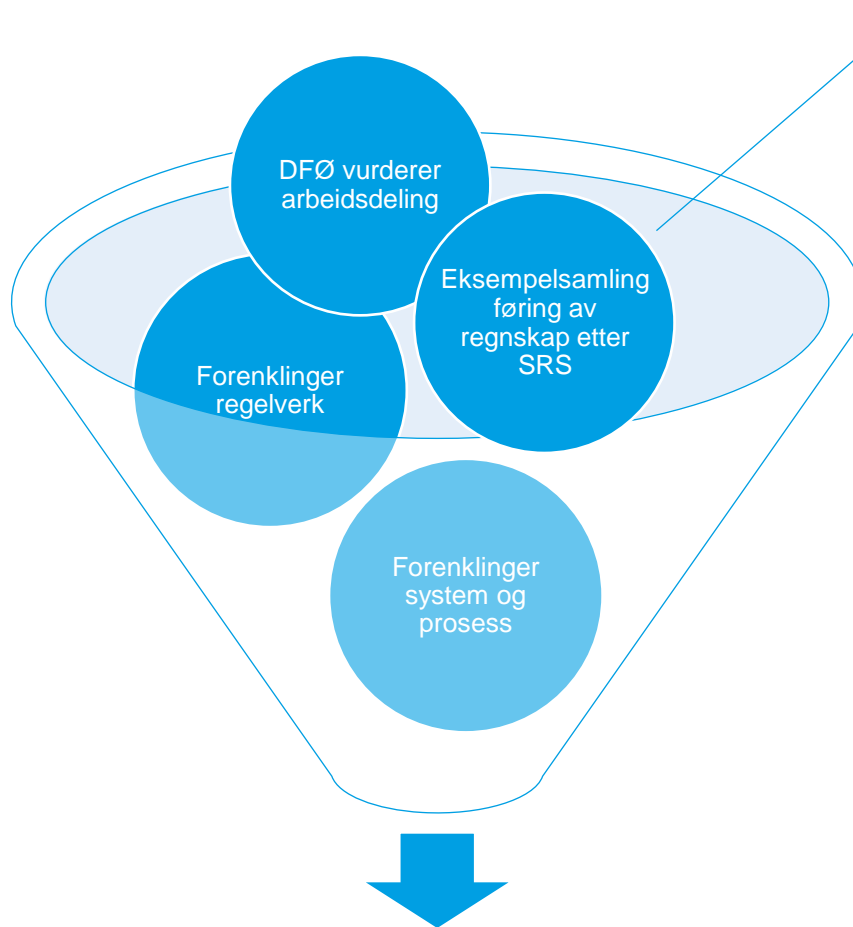 DFØ vurderer
arbeidsdeling
Eksempelsamling
føring av
regnskap etter
SRS
Forenklinger
regelverk
Forenklinger
system og
prosess